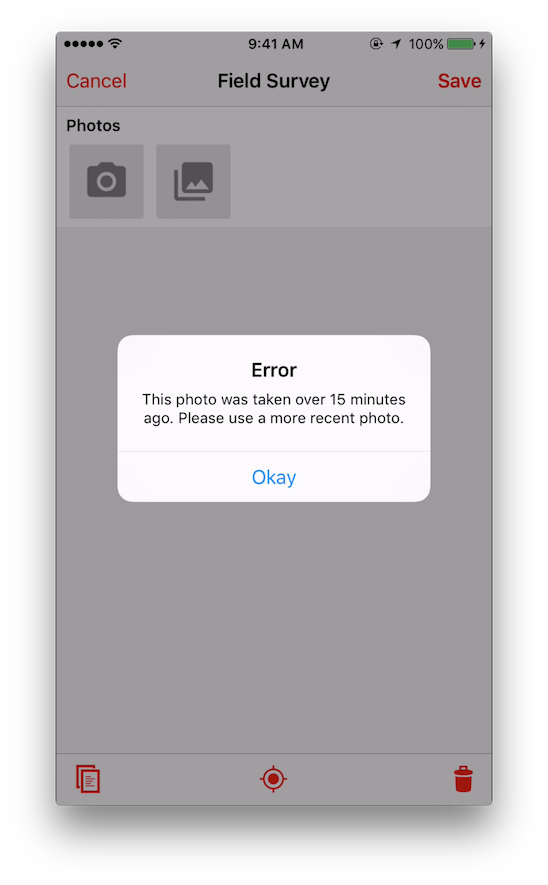 9:41 AM 100%
Cancel Field Survey Save
Photos
Error
This photo was taken over 15 minutes
ago. Please use a more recent photo.
Okay